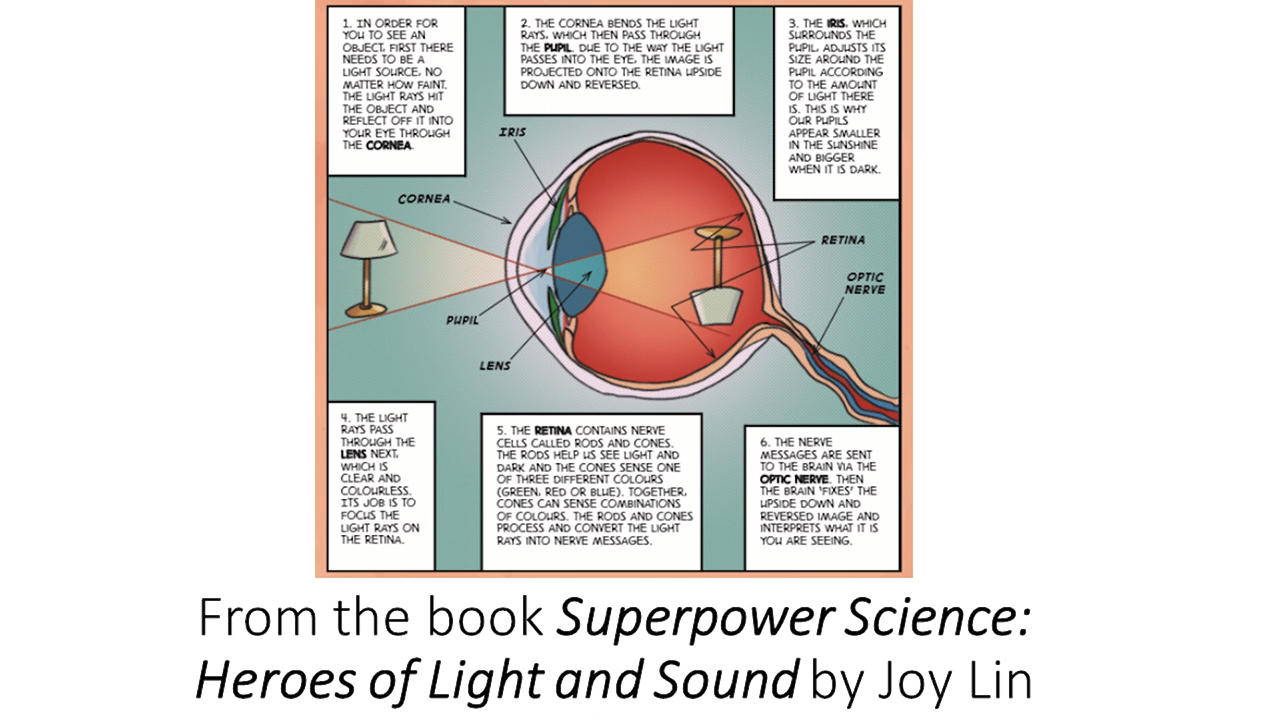 1. IN ORDER FOR
YOU TO SEE AN
OBJECT, FIRST THERE
NEEDS TO BE A
LIGHT SOURCE, NO
MATTER HOW FAINT.
THE LIGHT RAYS HIT
THE OBJECT AND
REFLECT OFF IT INTO
YOUR EYE THROUGH
THE CORNEA.
2. THE CORNEA BENDS THE LIGHT
RAYS, WHICH THEN PASS THROUGH
THE PUPIL. DUE TO THE WAY THE LIGHT
PASSES INTO THE EYE, THE IMAGE IS
PROJECTED ONTO THE RETINA UPSIDE
DOWN AND REVERSED.
3. THE IRIS, WHICH
SURROUNDS THE
PUPIL, ADJUSTS ITS
SIZE AROUND THE
PUPIL ACCORDING
TO THE AMOUNT
OF LIGHT THERE
IS. THIS IS WHY
OUR PUPILS
APPEAR SMALLER
IN THE SUNSHINE
AND BIGGER
WHEN IT IS DARK.
IRIS
CORNEA
RETINA
OPTIC
NERVE
PUPIL
LENS
4. THE LIGHT
RAYS PASS
THROUGH THE
LENS NEXT,
WHICH IS
CLEAR AND
COLOURLESS.
ITS JOB IS TO
FOCUS THE
LIGHT RAYS ON
THE RETINA.
5. THE RETINA CONTAINS NERVE
CELLS CALLED RODS AND CONES.
THE RODS HELP US SEE LIGHT AND
DARK AND THE CONES SENSE ONE
OF THREE DIFFERENT COLOURS
(GREEN, RED OR BLUE). TOGETHER,
CONES CAN SENSE COMBINATIONS
OF COLOURS. THE RODS AND CONES
PROCESS AND CONVERT THE LIGHT
RAYS INTO NERVE MESSAGES.
6. THE NERVE
MESSAGES ARE SENT
TO THE BRAIN VIA THE
OPTIC NERVE. THEN
THE BRAIN 'FIXES' THE
UPSIDE DOWN AND
REVERSED IMAGE AND
INTERPRETS WHAT IT IS
YOU ARE SEEING.
From the book Superpower Science:
Heroes of Light and Sound by Joy Lin